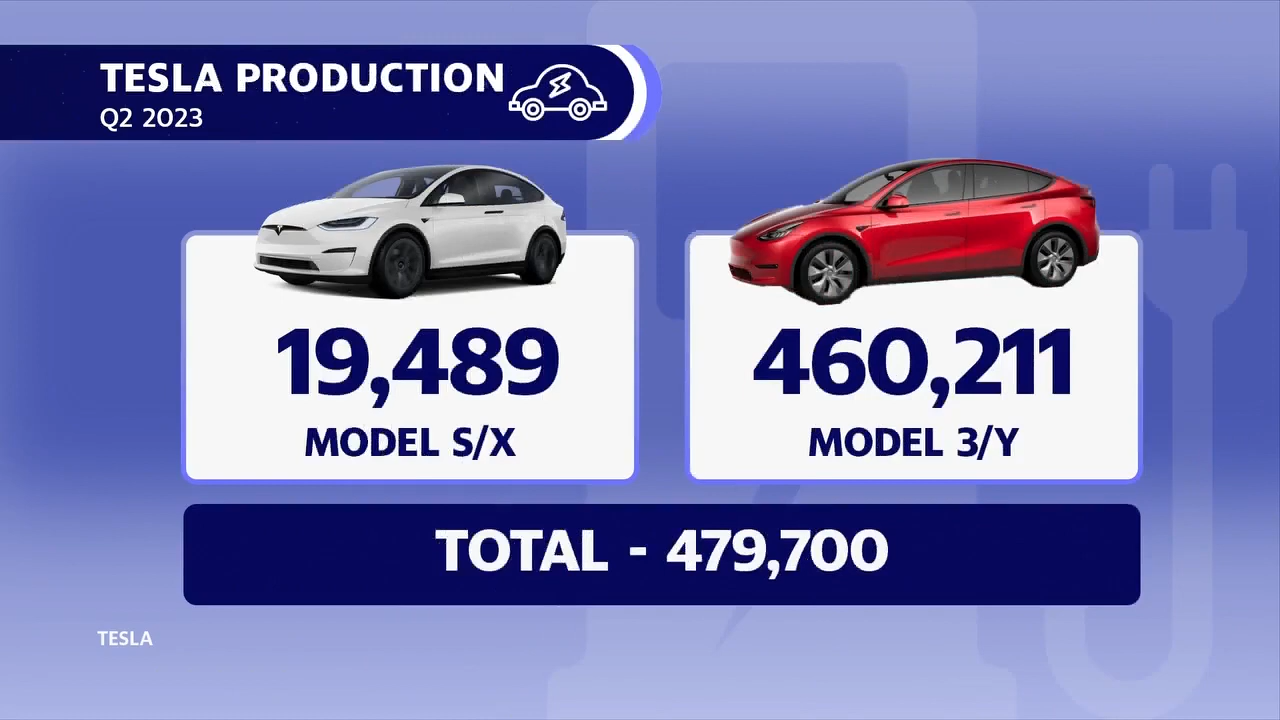 TESLA PRODUCTION
Q2 2023
19,489
MODEL S/X
460,211
MODEL 3/Y
TOTAL - 479,700
TESLA